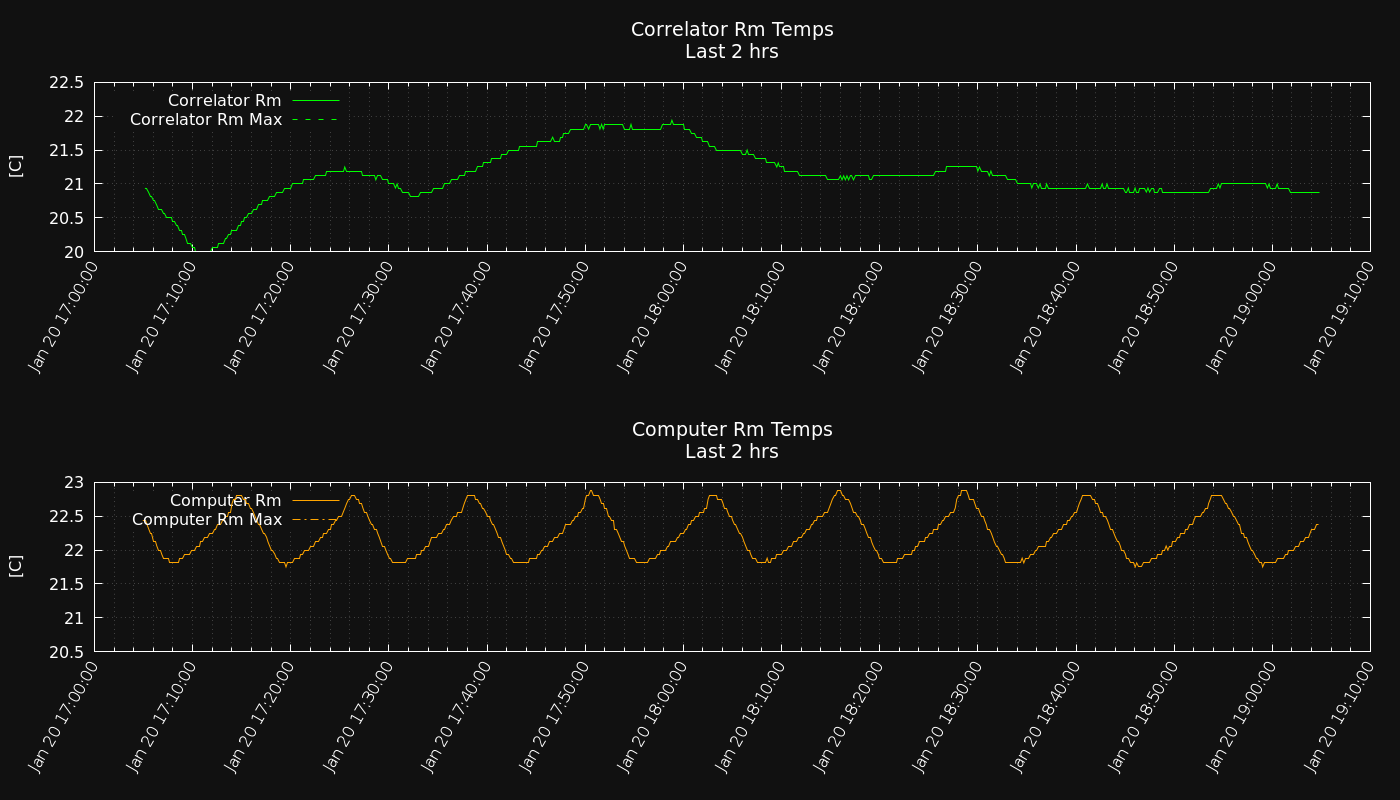 Correlator Rm Temps
Last 2 hrs
22.5
22
21.5
21
20.5
20
[C]
Correlator Rm
Correlator Rm Max
Jan 20 17:00:00
Jan 20 17:10:00
Jan 20 17:20:00
Jan 20 17:30:00
Jan 20 17:40:00
Jan 20 17:50:00
Jan 20 18:00:00
Jan 20 18:10:00
Jan 20 18:20:00
Jan 20 18:30:00
Jan 20 18:40:00
Jan 20 18:50:00
Jan 20 19:00:00
Jan 20 19:10:00
Computer Rm Temps
Last 2 hrs
23
22.5
22
21.5
21
20.5
[C]
Computer Rm
Computer Rm Max
Jan 20 17:00:00
Jan 20 17:10:00
Jan 20 17:20:00
Jan 20 17:30:00
Jan 20 17:40:00
Jan 20 17:50:00
Jan 20 18:00:00
Jan 20 18:10:00
Jan 20 18:20:00
Jan 20 18:30:00
Jan 20 18:40:00
Jan 20 18:50:00
Jan 20 19:00:00
Jan 20 19:10:00